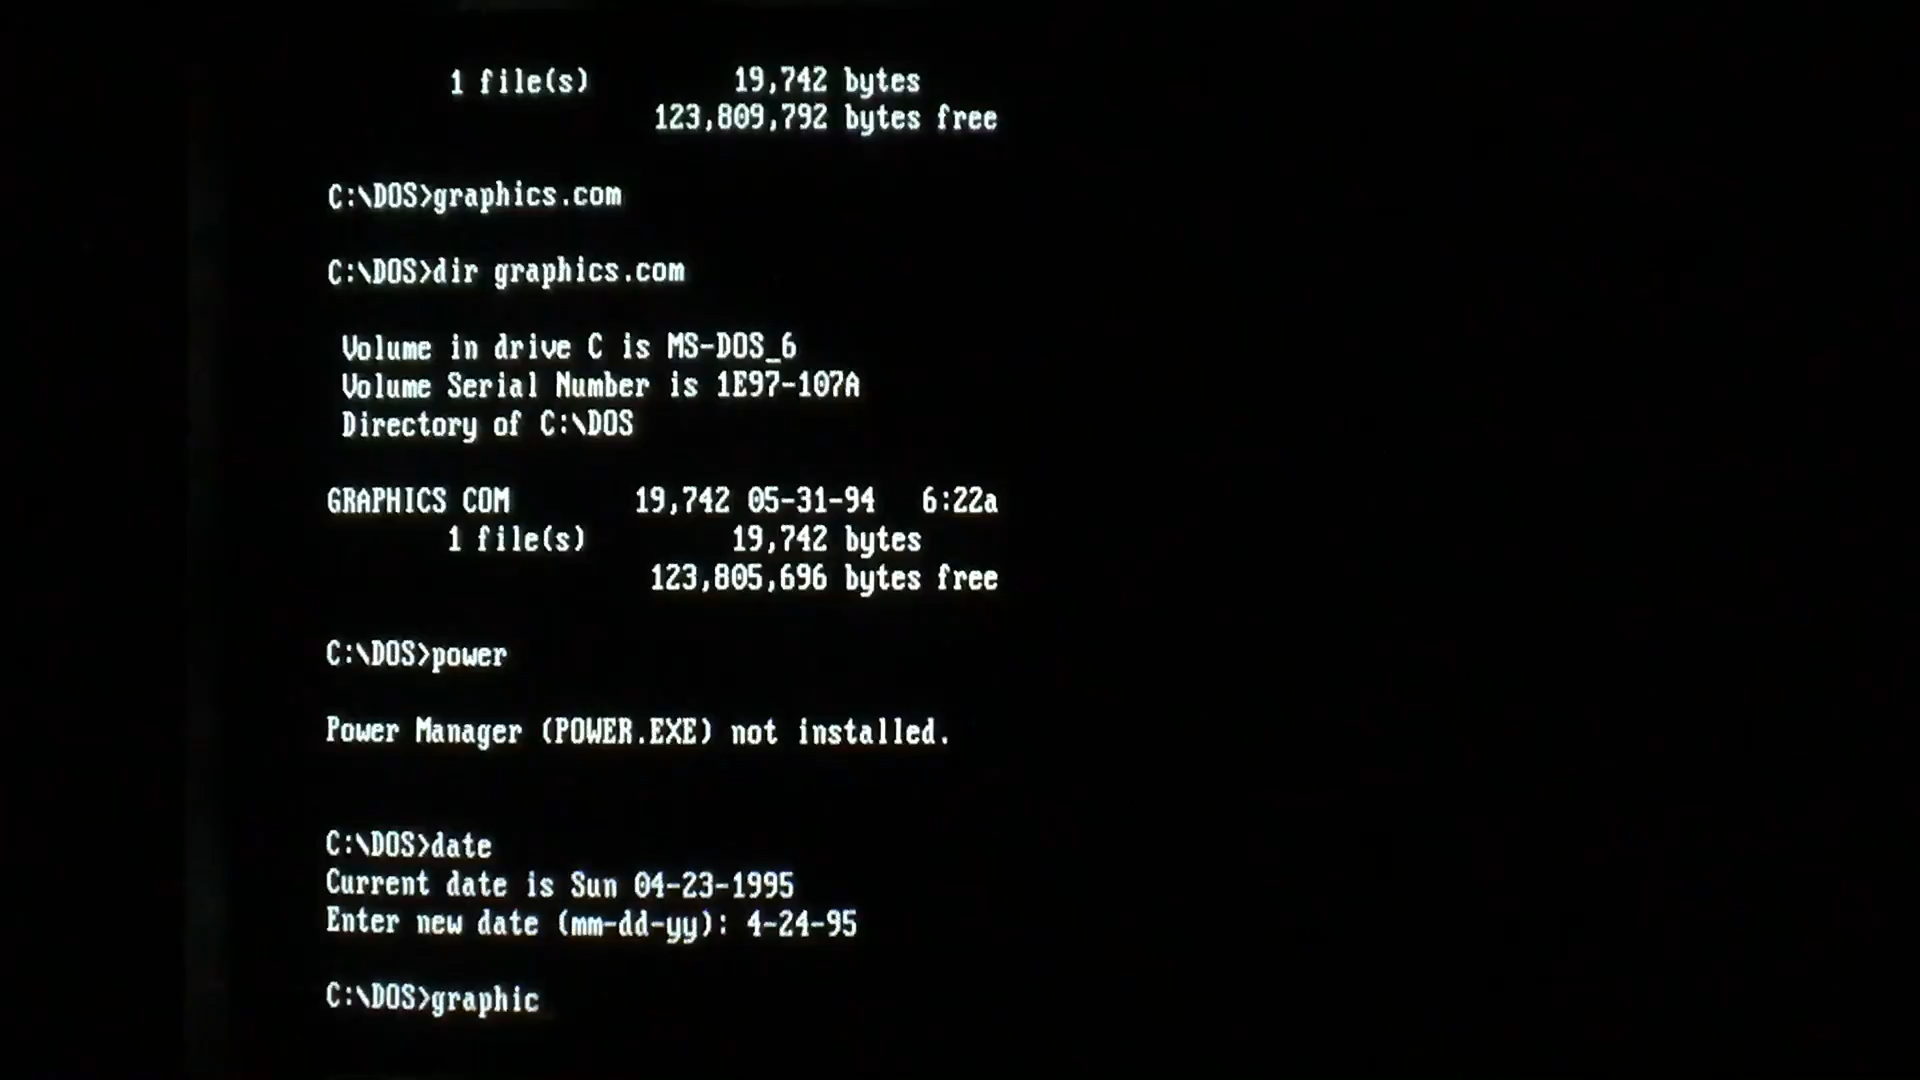 1 file(s) 19,742 bytes
123,809,792 bytes free
C:\DOS>graphics.com
C:\DOS>dir graphics.com
Volume in drive C is MS-DOS_6
Volume Serial Number is 1E97-107A
Directory of C:\DOS
GRAPHICS COM 19,742 05-31-94 6:22a
1 file(s) 19,742 bytes
123,805,696 bytes free
C:\DOS>power
Power Manager (POWER.EXE) not installed.
C:\DOS>date
Current date is Sun 04-23-1995
Enter new date (mm-dd-yy): 4-24-95
C:\DOS>graphic